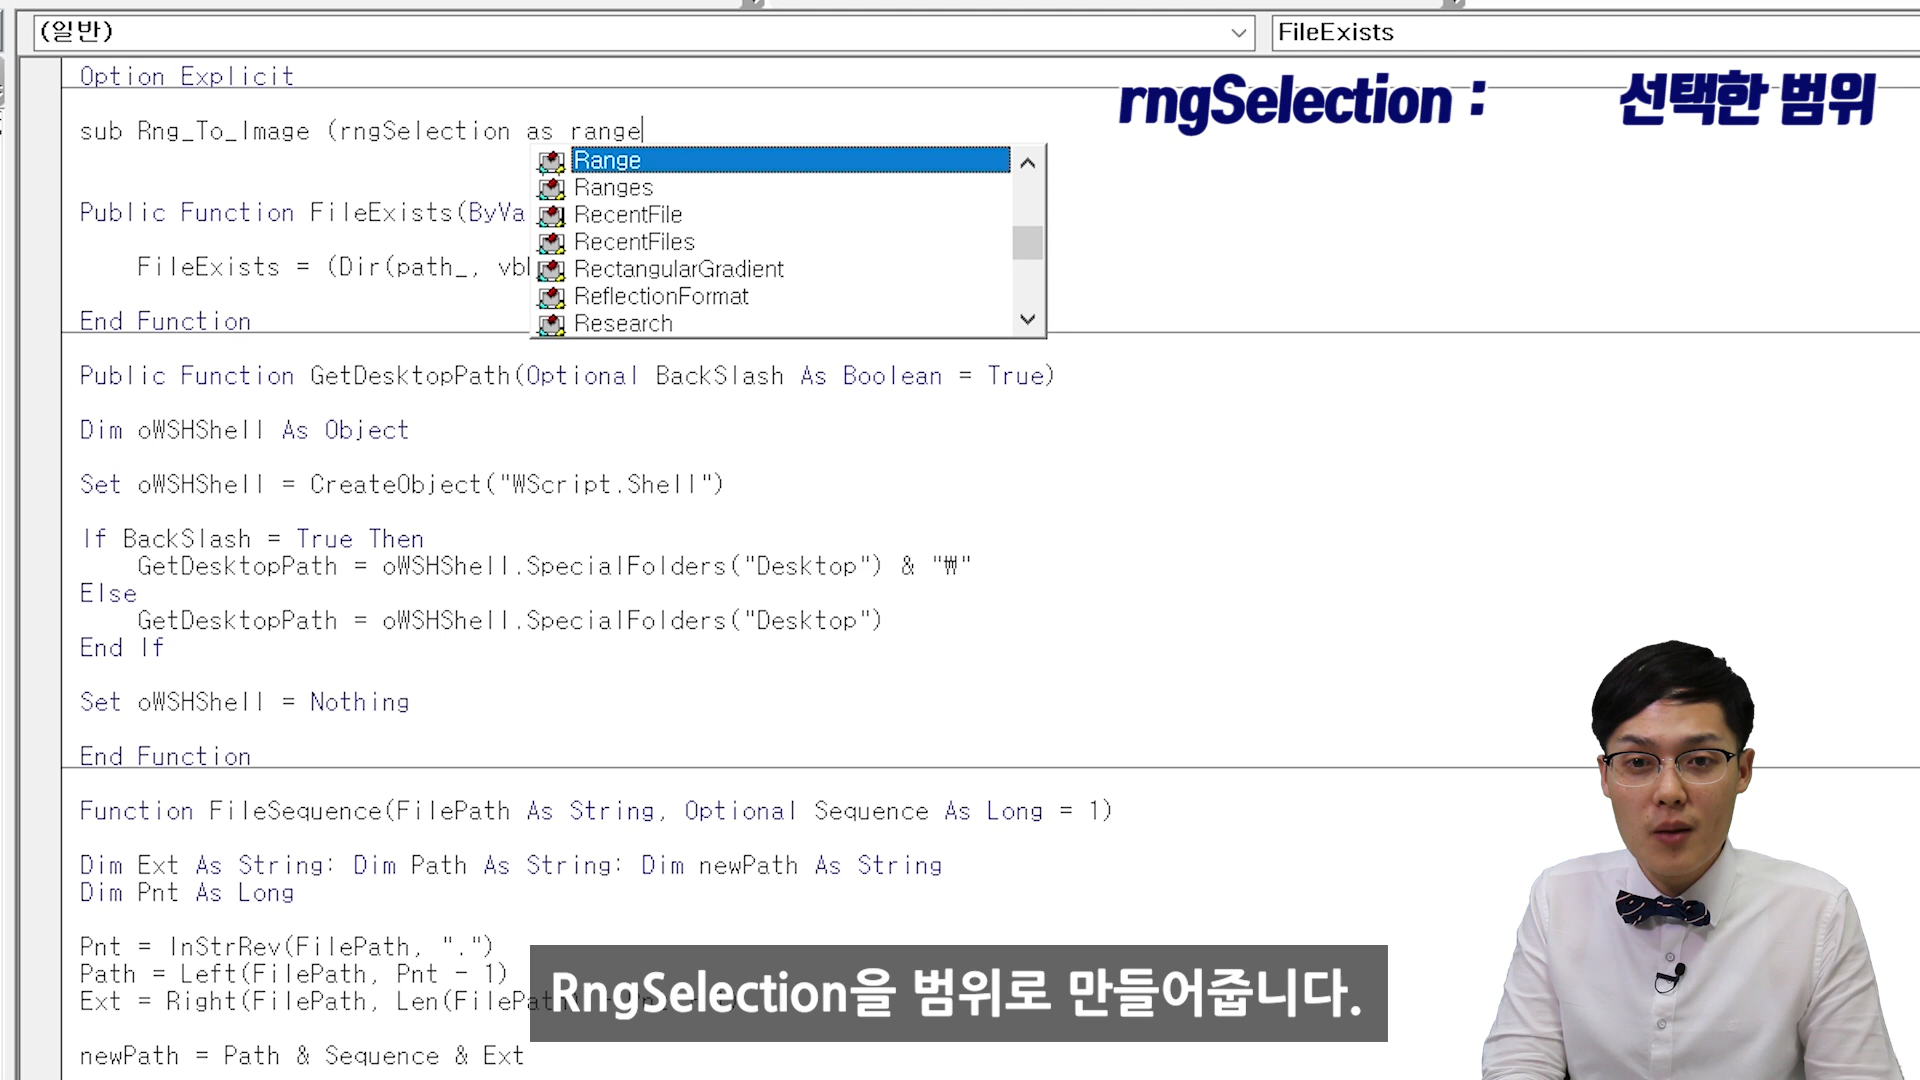 (일반)
FileExists
Option Explicit
rngSelection : 선택한 범위
sub Rng_To_Image (rngSelection as range
Range
Ranges
RecentFile
RecentFiles
RectangularGradient
ReflectionFormat
Research
Public Function FileExists(ByVa
FileExists = (Dir(path_, vb
End Function
Public Function GetDesktopPath(Optional BackSlash As Boolean = True)
Dim oWSHShell As Object
Set oWSHShell = CreateObject("WScript.Shell")
If BackSlash = True Then
GetDesktopPath = oWSHShell.SpecialFolders("Desktop") & "₩"
Else
GetDesktopPath = oWSHShell.SpecialFolders("Desktop")
End If
Set oWSHShell = Nothing
End Function
Function FileSequence(FilePath As String, Optional Sequence As Long = 1)
Dim Ext As String: Dim Path As String: Dim newPath As String
Dim Pnt As Long
Pnt = InStrRev(FilePath, ".")
Path = Left(FilePath, Pnt - 1)
Ext = Right(FilePath, Len(FilePat
RngSelection을 범위로 만들어줍니다.
newPath = Path & Sequence & Ext